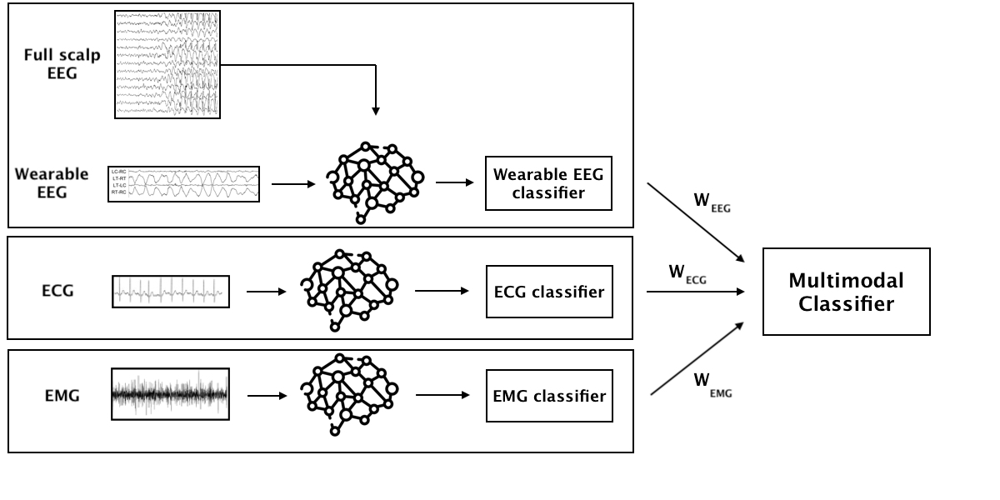 Full scalp
EEG
Wearable
EEG
LC-RC
LT-RT
LT-LC
RT-RC
Wearable EEG
classifier
W EEG
ECG
ECG classifier
W ECG
Multimodal
Classifier
EMG
EMG classifier
W EMG